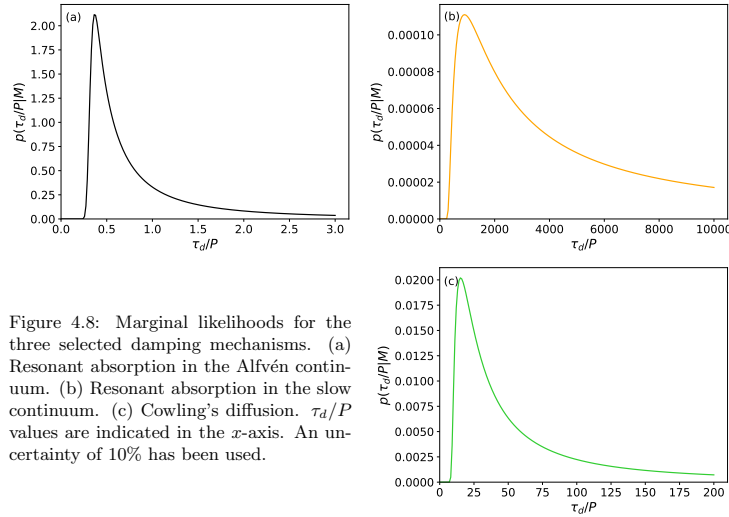 (a)
2.00
1.75
1.50
1.25
1.00
0.75
0.50
0.25
0.00
p(τd/P|M)
0.0 0.5 1.0 1.5 2.0 2.5 3.0
τd/P
(b)
0.00010
0.00008
0.00006
0.00004
0.00002
0.00000
p(τd/P|M)
0 2000 4000 6000 8000 1000
τd/P
Figure 4.8: Marginal likelihoods for the
three selected damping mechanisms. (a)
Resonant absorption in the Alfvén contin-
uum. (b) Resonant absorption in the slow
continuum. (c) Cowling's diffusion. τd/P
values are indicated in the x-axis. An un-
certainty of 10% has been used.
(c)
0.0200
0.0175
0.0150
0.0125
0.0100
0.0075
0.0050
0.0025
0.0000
p(τd/P|M)
0 25 50 75 100 125 150 175 200
τd/P